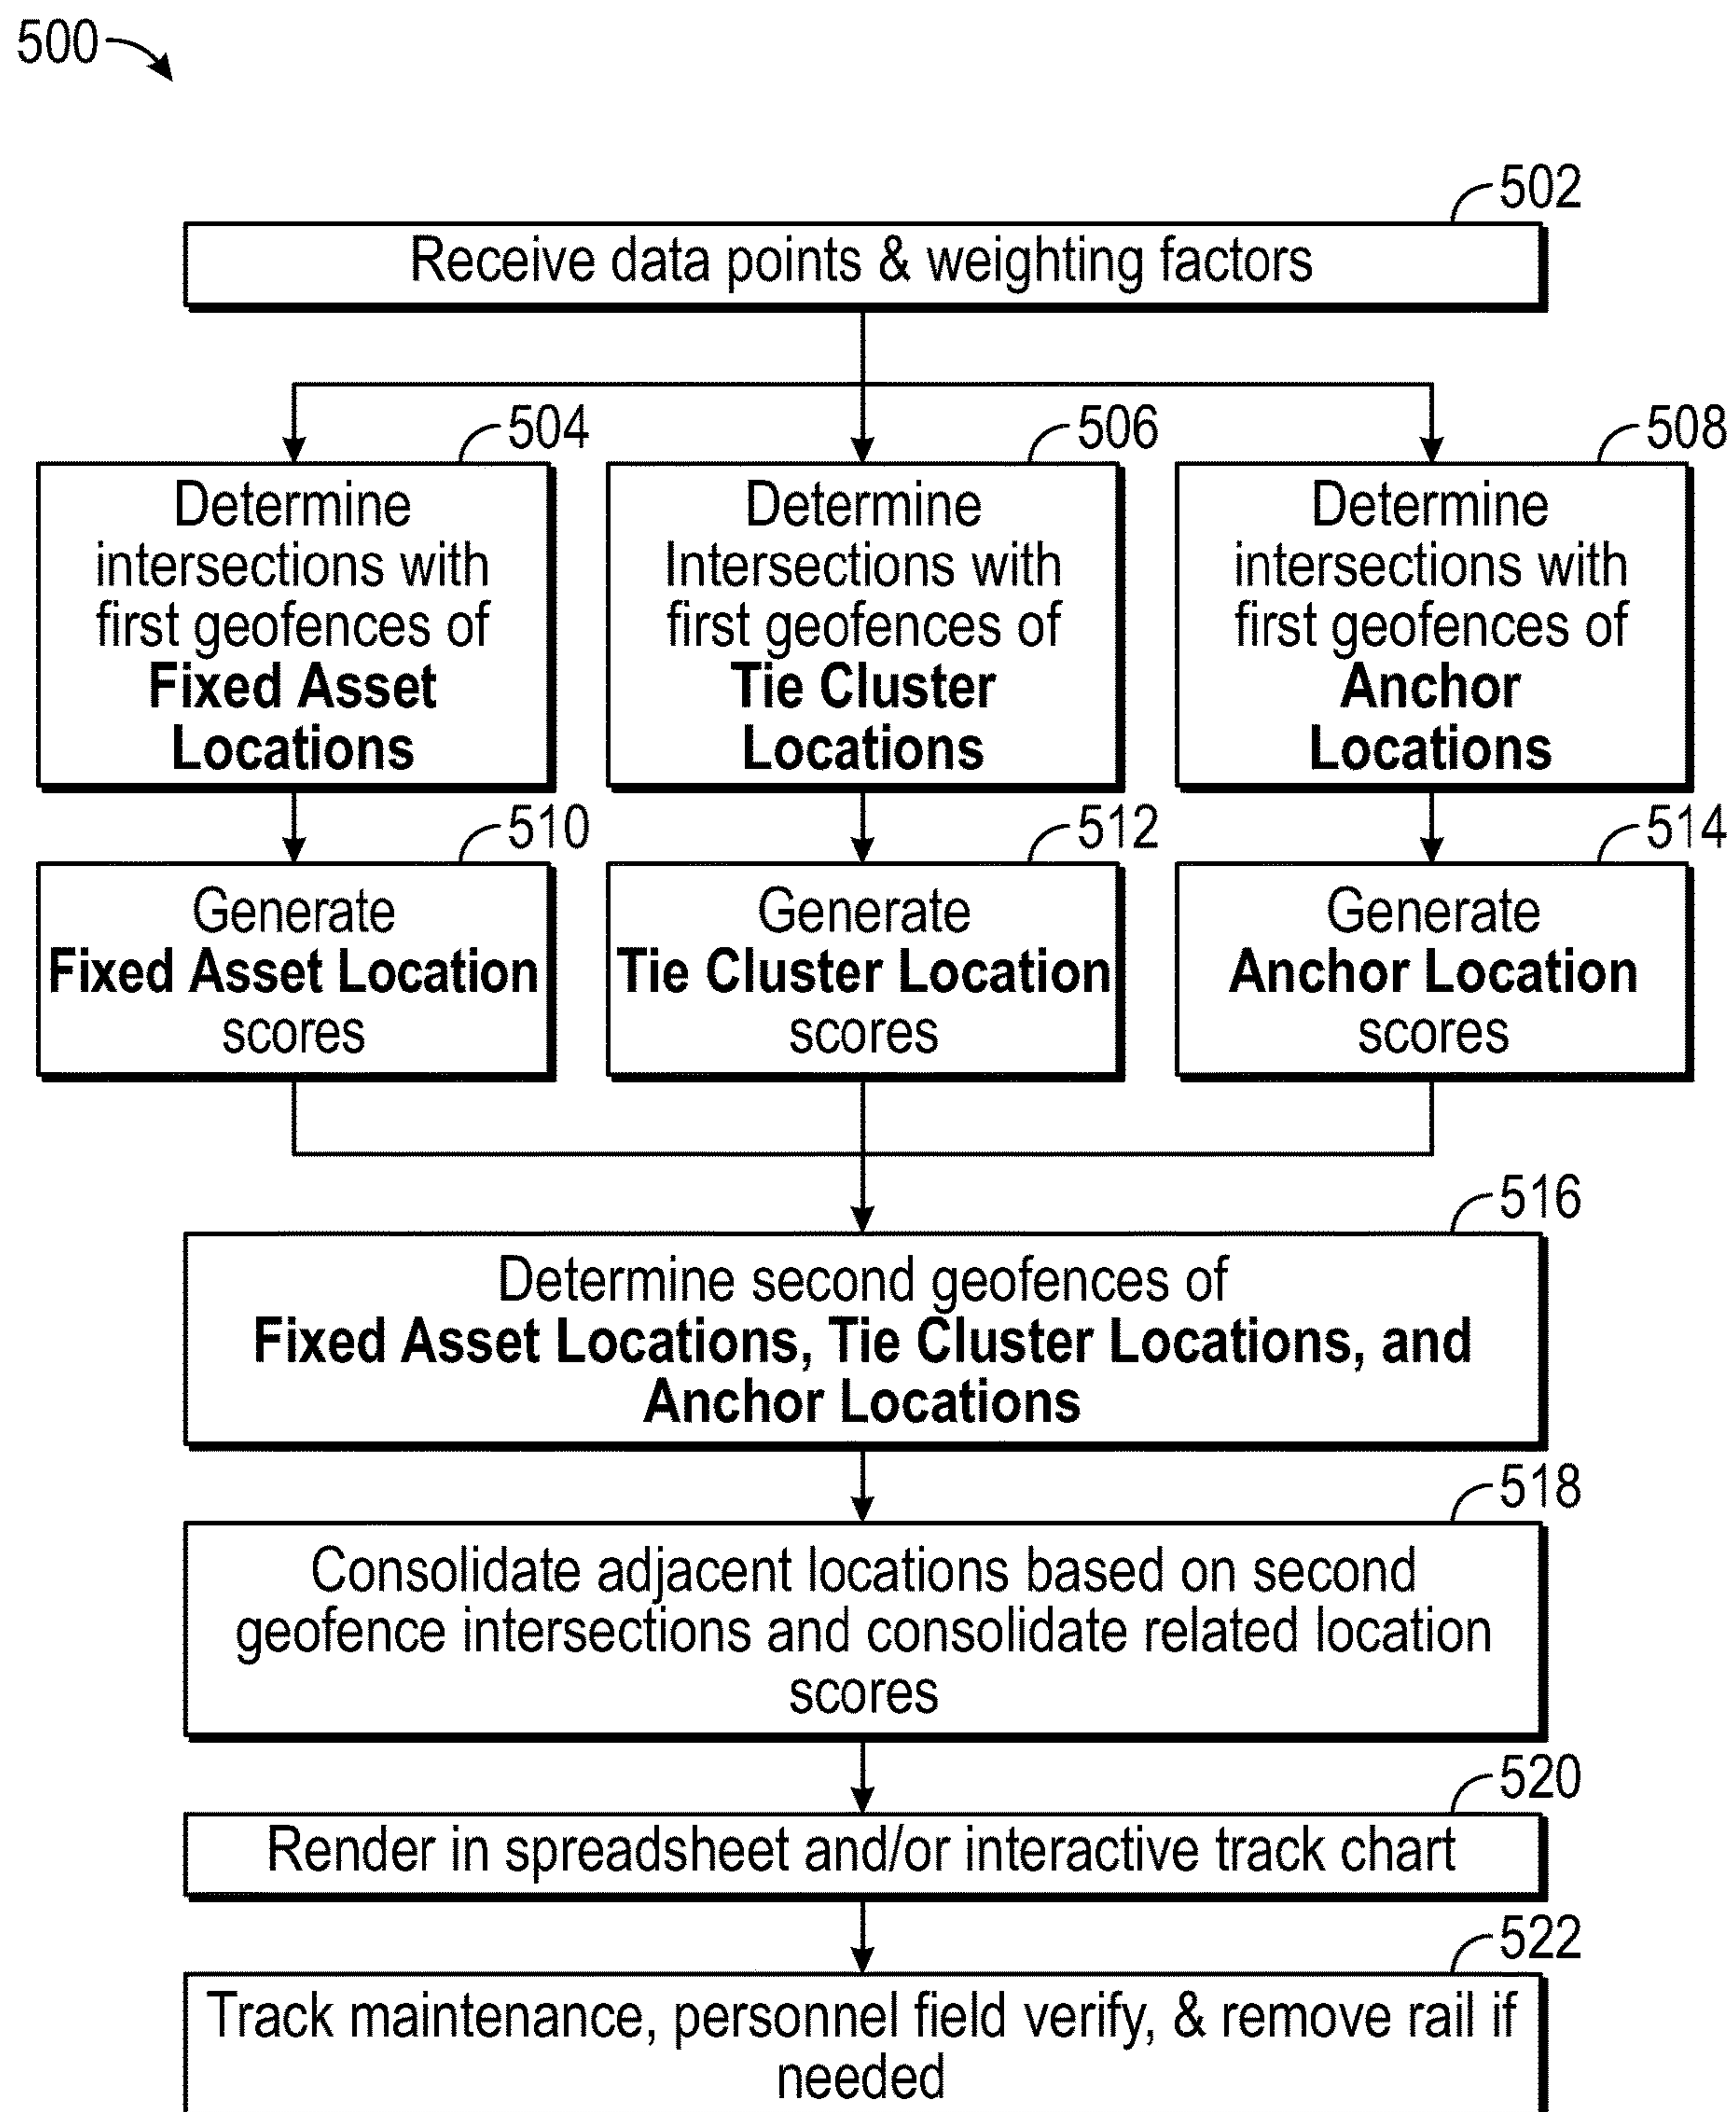 500
502
Receive data points & weighting factors
504
Determine
intersections with
first geofences of
Fixed Asset
Locations
506
Determine
Intersections with
first geofences of
Tie Cluster
Locations
508
Determine
intersections with
first geofences of
Anchor
Locations
510
Generate
Fixed Asset Location
scores
512
Generate
Tie Cluster Location
scores
514
Generate
Anchor Location
scores
516
Determine second geofences of
Fixed Asset Locations, Tie Cluster Locations, and
Anchor Locations
518
Consolidate adjacent locations based on second
geofence intersections and consolidate related location
scores
520
Render in spreadsheet and/or interactive track chart
522
Track maintenance, personnel field verify, & remove rail if
needed